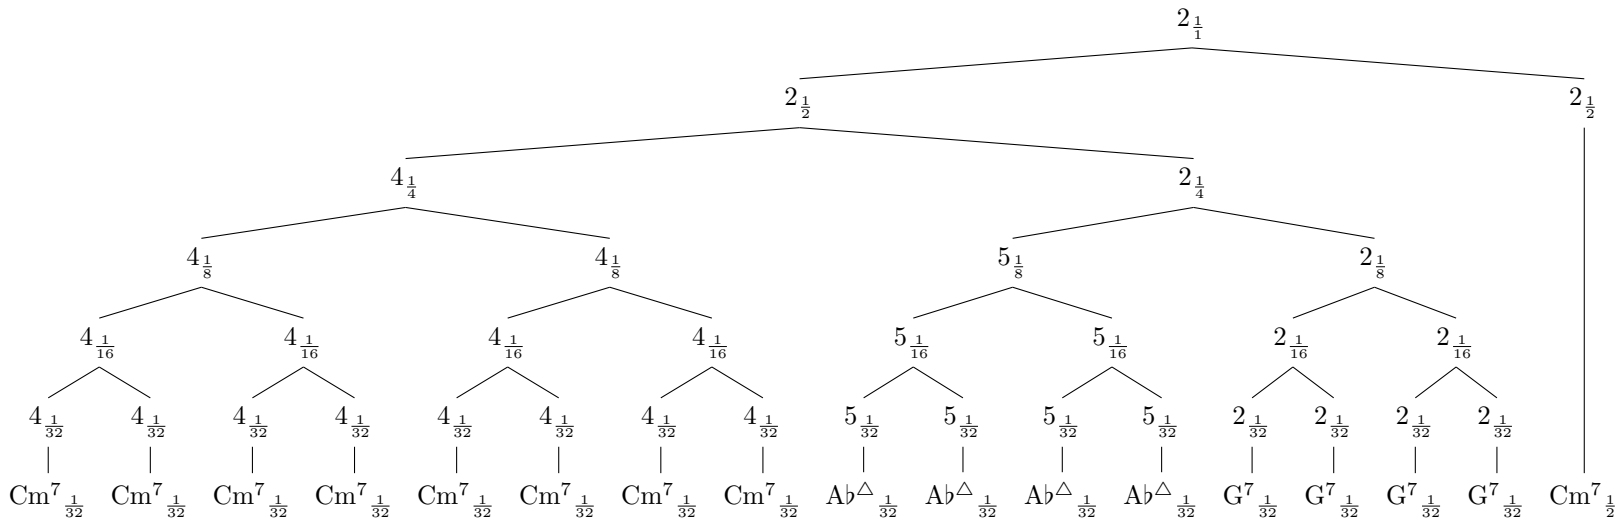 2 1/1
2 1/2 2 1/2
4 1/4 2 1/4
4 1/8 4 1/8 5 1/8 2 1/8
4 1/16 4 1/16 4 1/16 4 1/16 5 1/16 5 1/16 2 1/16 2 1/16
4 1/32 4 1/32 4 1/32 4 1/32 4 1/32 4 1/32 4 1/32 4 1/32 5 1/32 5 1/32 5 1/32 5 1/32 2 1/32 2 1/32 2 1/32 2 1/32
Cm⁷ 1/32 Cm⁷ 1/32 Cm⁷ 1/32 Cm⁷ 1/32 Cm⁷ 1/32 Cm⁷ 1/32 Cm⁷ 1/32 Cm⁷ 1/32 A♭△ 1/32 A♭△ 1/32 A♭△ 1/32 A♭△ 1/32 G⁷ 1/32 G⁷ 1/32 G⁷ 1/32 G⁷ 1/32 Cm⁷ 1/2